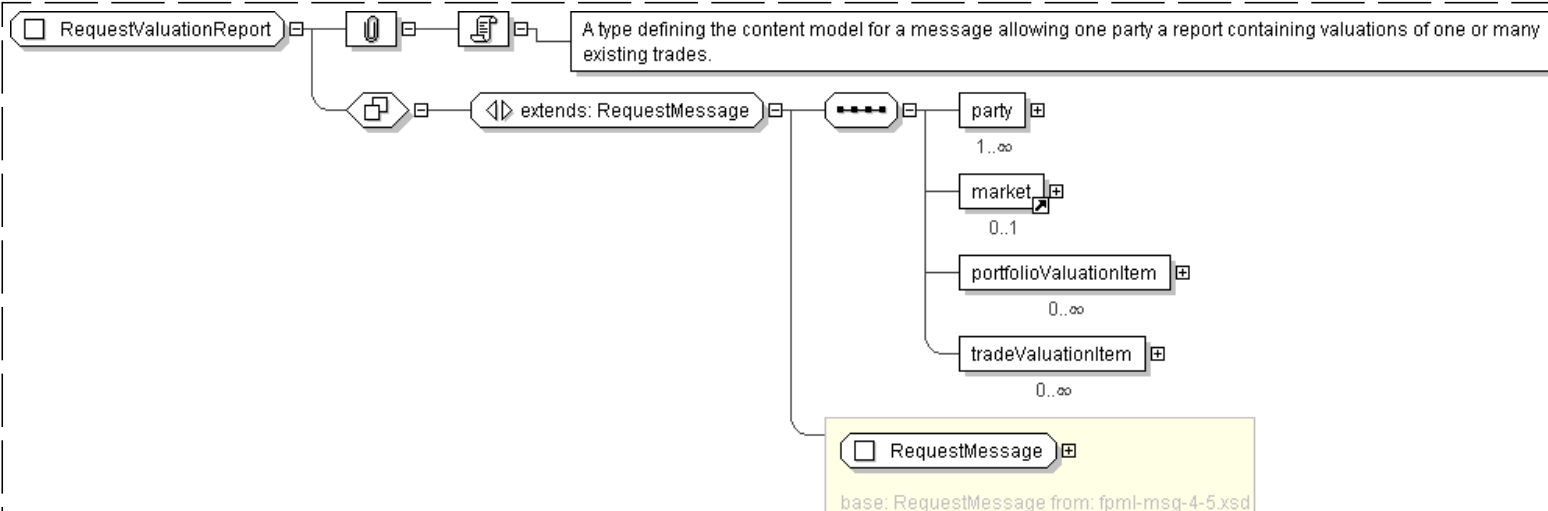 RequestValuationReport
A type defining the content model for a message allowing one party a report containing valuations of one or many
existing trades.
extends: RequestMessage
party
1..∞
market
0..1
portfolioValuationItem
0..∞
tradeValuationItem
0..∞
RequestMessage
base: RequestMessage from: fpml-msg-4-5.xsd